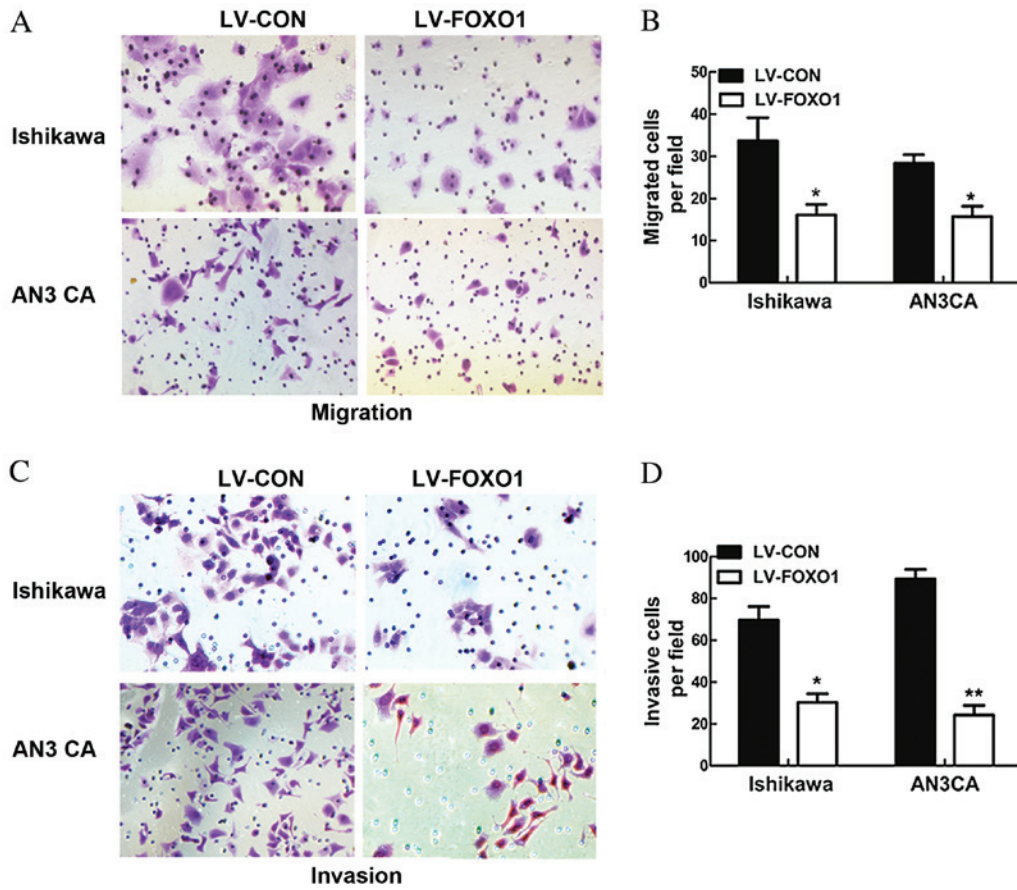 A
LV-CON
LV-FOXO1
Ishikawa
AN3 CA
Migration
B
LV-CON
LV-FOXO1
Migrated cells
per field
50
40
30
20
10
0
*
*
Ishikawa
AN3CA
C
LV-CON
LV-FOXO1
Ishikawa
AN3 CA
Invasion
D
LV-CON
LV-FOXO1
Invasive cells
per field
100
80
60
40
20
0
*
**
Ishikawa
AN3CA